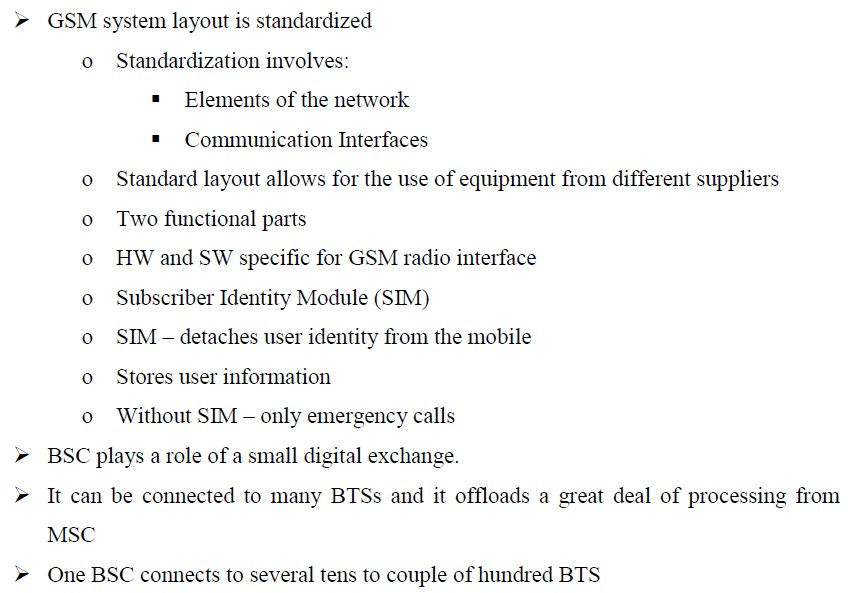 ➢ GSM system layout is standardized
o Standardization involves:
▪ Elements of the network
▪ Communication Interfaces
o Standard layout allows for the use of equipment from different suppliers
o Two functional parts
o HW and SW specific for GSM radio interface
o Subscriber Identity Module (SIM)
o SIM – detaches user identity from the mobile
o Stores user information
o Without SIM – only emergency calls
➢ BSC plays a role of a small digital exchange.
➢ It can be connected to many BTSs and it offloads a great deal of processing from
MSC
➢ One BSC connects to several tens to couple of hundred BTS